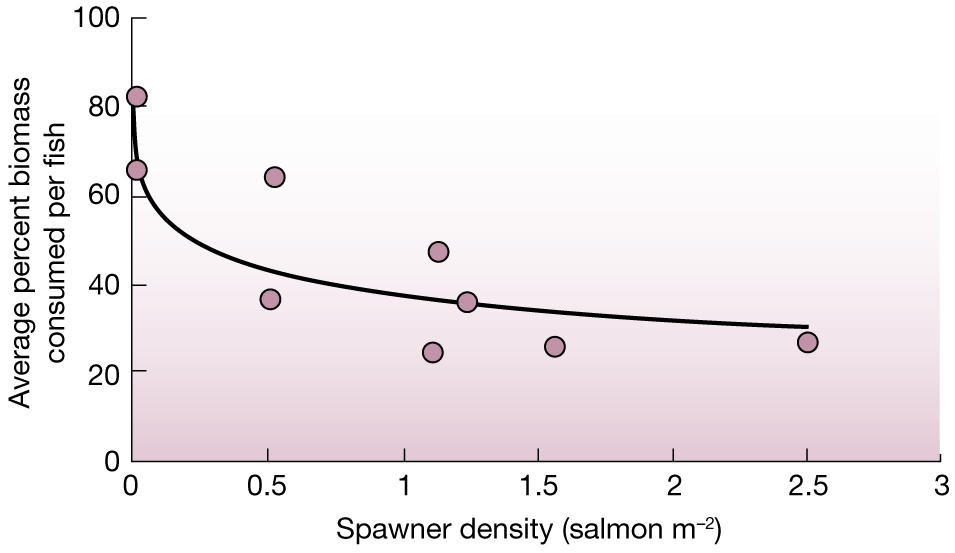 100
80
60
40
20
0
Average percent biomass
consumed per fish
0 0.5 1 1.5 2 2.5 3
Spawner density (salmon m⁻²)